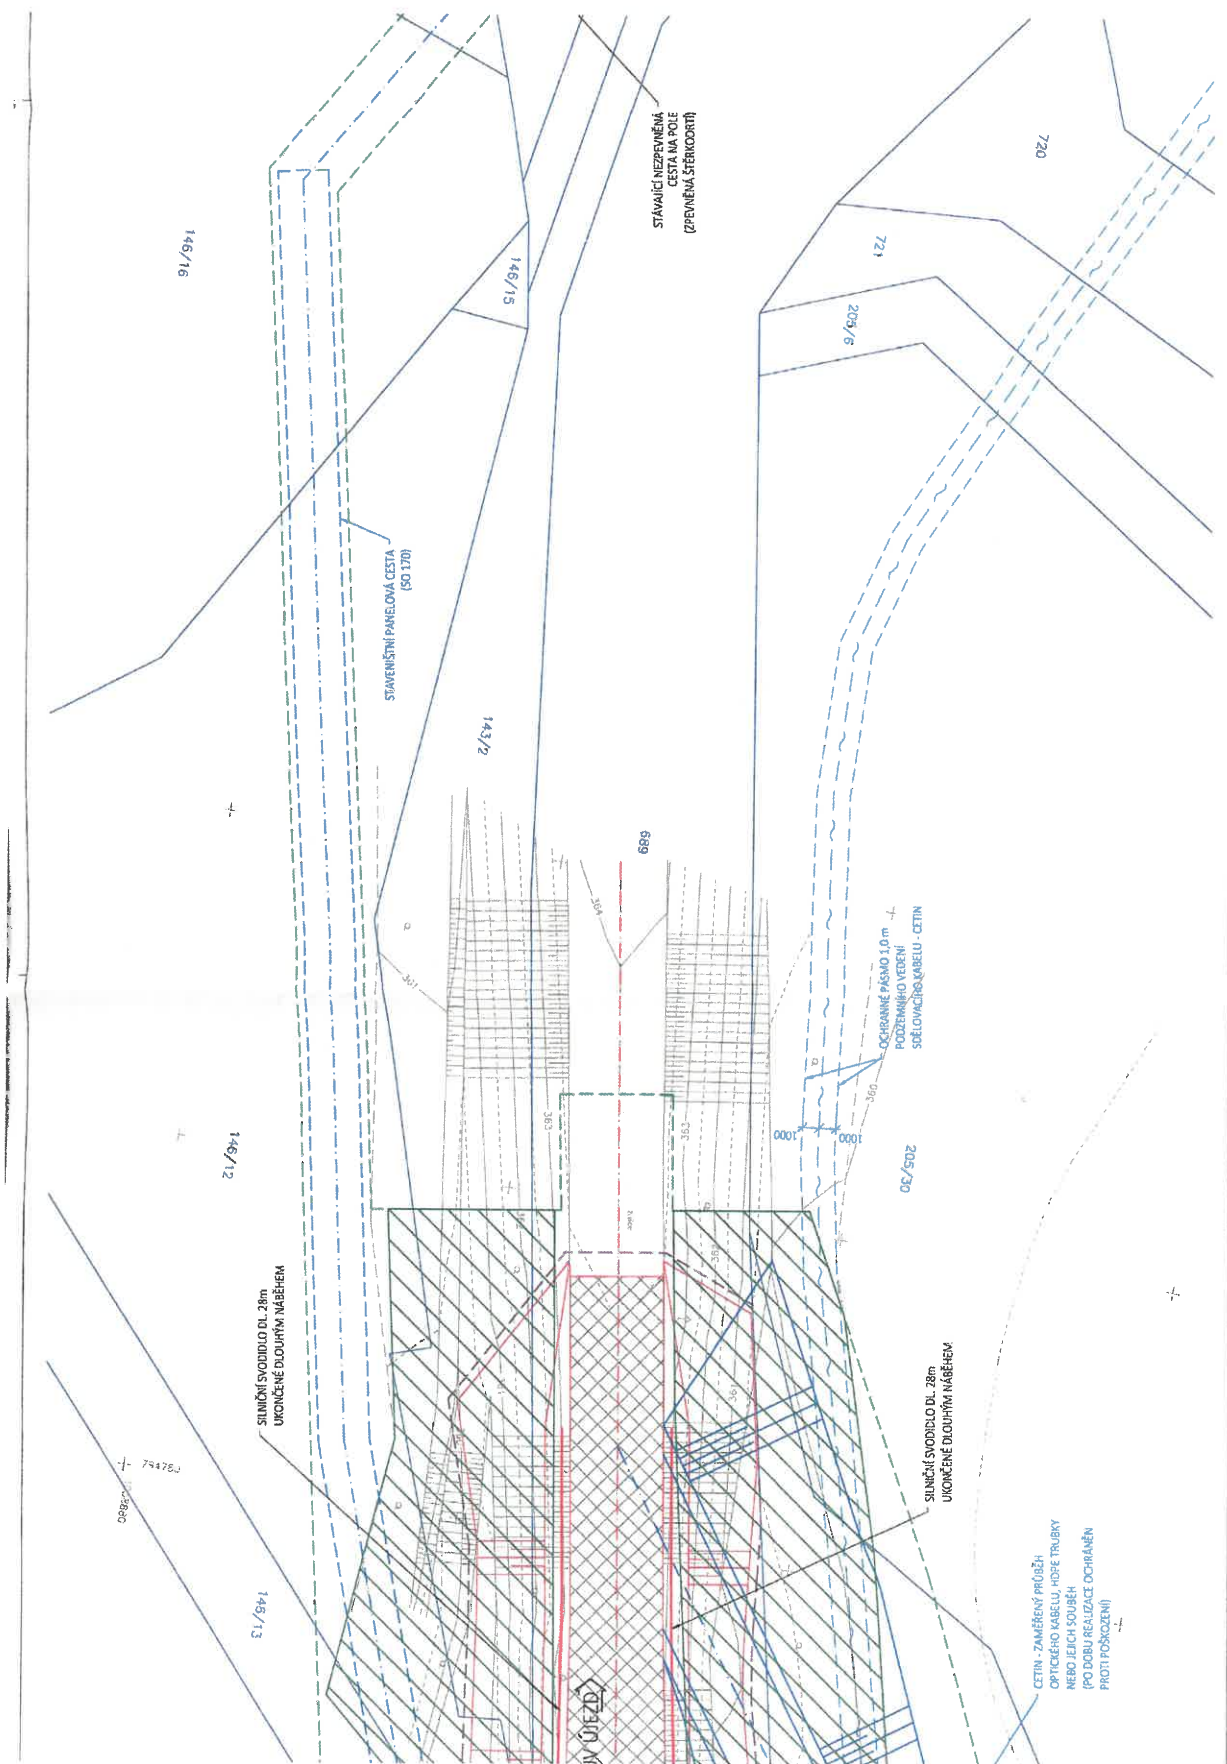 STÁVAJÍCÍ NEZPEVNĚNÁ
CESTA NA POLE
(ZPEVNĚNÁ ŠTĚRKODRTÍ)
720
721
205/6
146/16
146/15
STAVENIŠTNÍ PANELOVÁ CESTA
(SO 170)
143/2
689
364
361
OCHRANNÉ PÁSMO 1,0 m
PODZEMNÍHO VEDENÍ
SDĚLOVACÍHO KABELU - CETIN
360
363
363
1000
1000
146/12
205/30
362
361
SILNIČNÍ SVODIDLO DL. 28m
UKONČENÉ DLOUHÝM NÁBĚHEM
SILNIČNÍ SVODIDLO DL. 28m
UKONČENÉ DLOUHÝM NÁBĚHEM
146/13
ÚJEZD
CETIN - ZAMĚŘENÝ PRŮBĚH
OPTICKÉHO KABELU, HDPE TRUBKY
NEBO JEJICH SOUBĚH
(PO DOBU REALIZACE OCHRÁNĚN
PROTI POŠKOZENÍ)